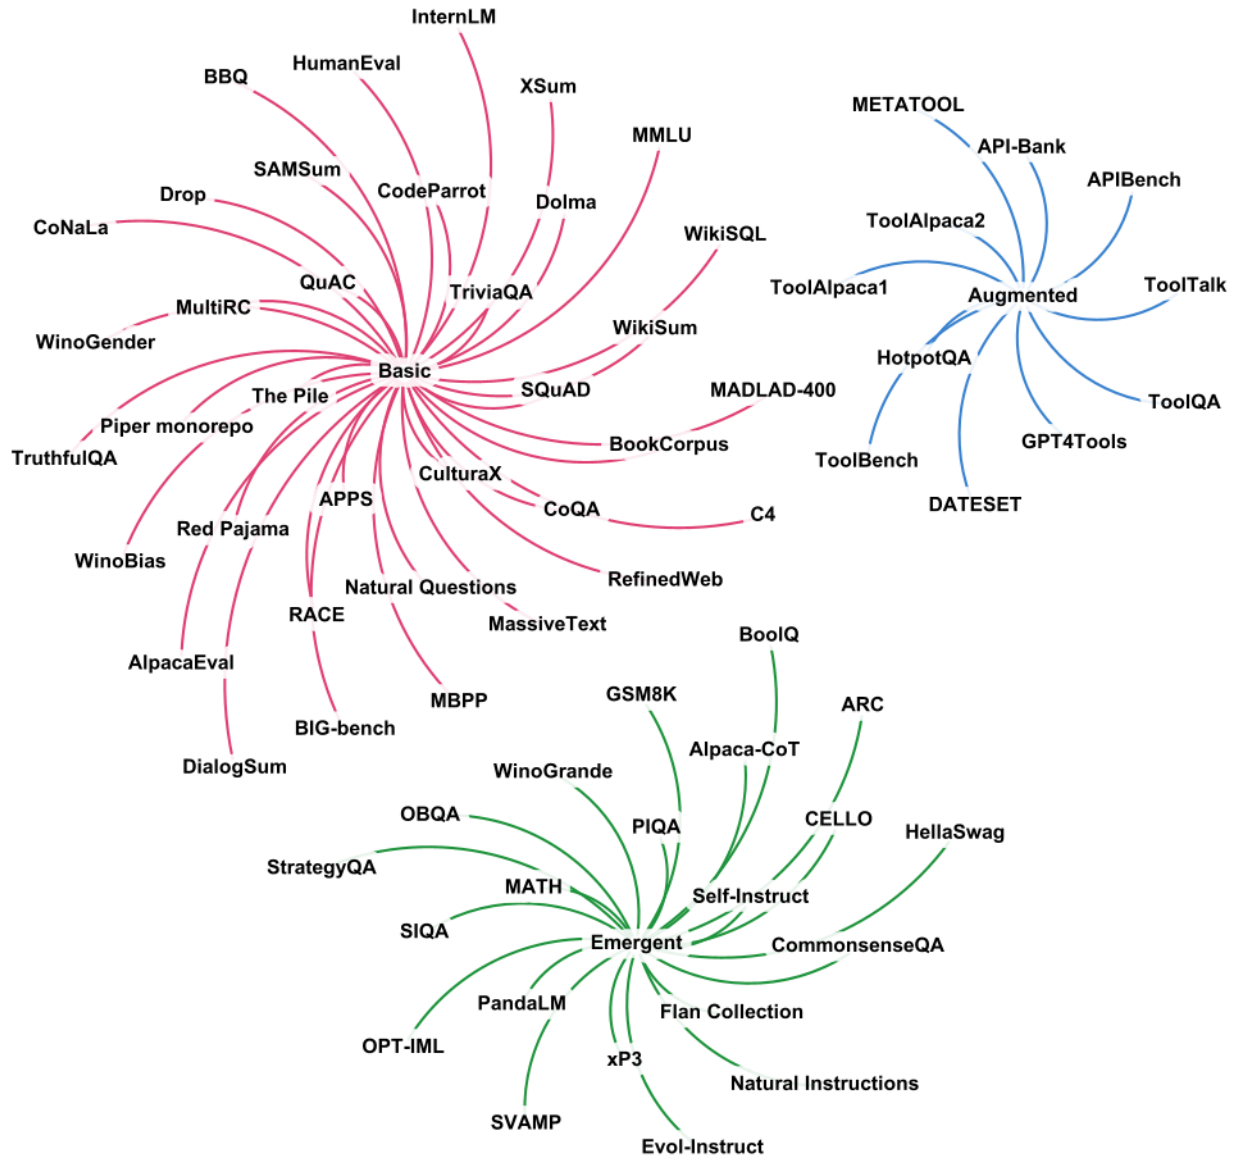 InternLM
HumanEval
BBQ
XSum
MMLU
SAMSum
CodeParrot
Drop
Dolma
CoNaLa
WikiSQL
QuAC
TriviaQA
MultiRC
WikiSum
WinoGender
Basic
The Pile
SQuAD
MADLAD-400
Piper monorepo
BookCorpus
TruthfulQA
CulturaX
APPS
CoQA
C4
Red Pajama
WinoBias
RefinedWeb
Natural Questions
RACE
MassiveText
AlpacaEval
MBPP
BIG-bench
DialogSum
METATOOL
API-Bank
APIBench
ToolAlpaca2
ToolAlpaca1
ToolTalk
Augmented
HotpotQA
ToolQA
GPT4Tools
ToolBench
DATESET
BoolQ
GSM8K
ARC
Alpaca-CoT
WinoGrande
OBQA
PIQA
CELLO
HellaSwag
StrategyQA
MATH
Self-Instruct
SIQA
Emergent
CommonsenseQA
PandaLM
Flan Collection
OPT-IML
xP3
Natural Instructions
SVAMP
Evol-Instruct